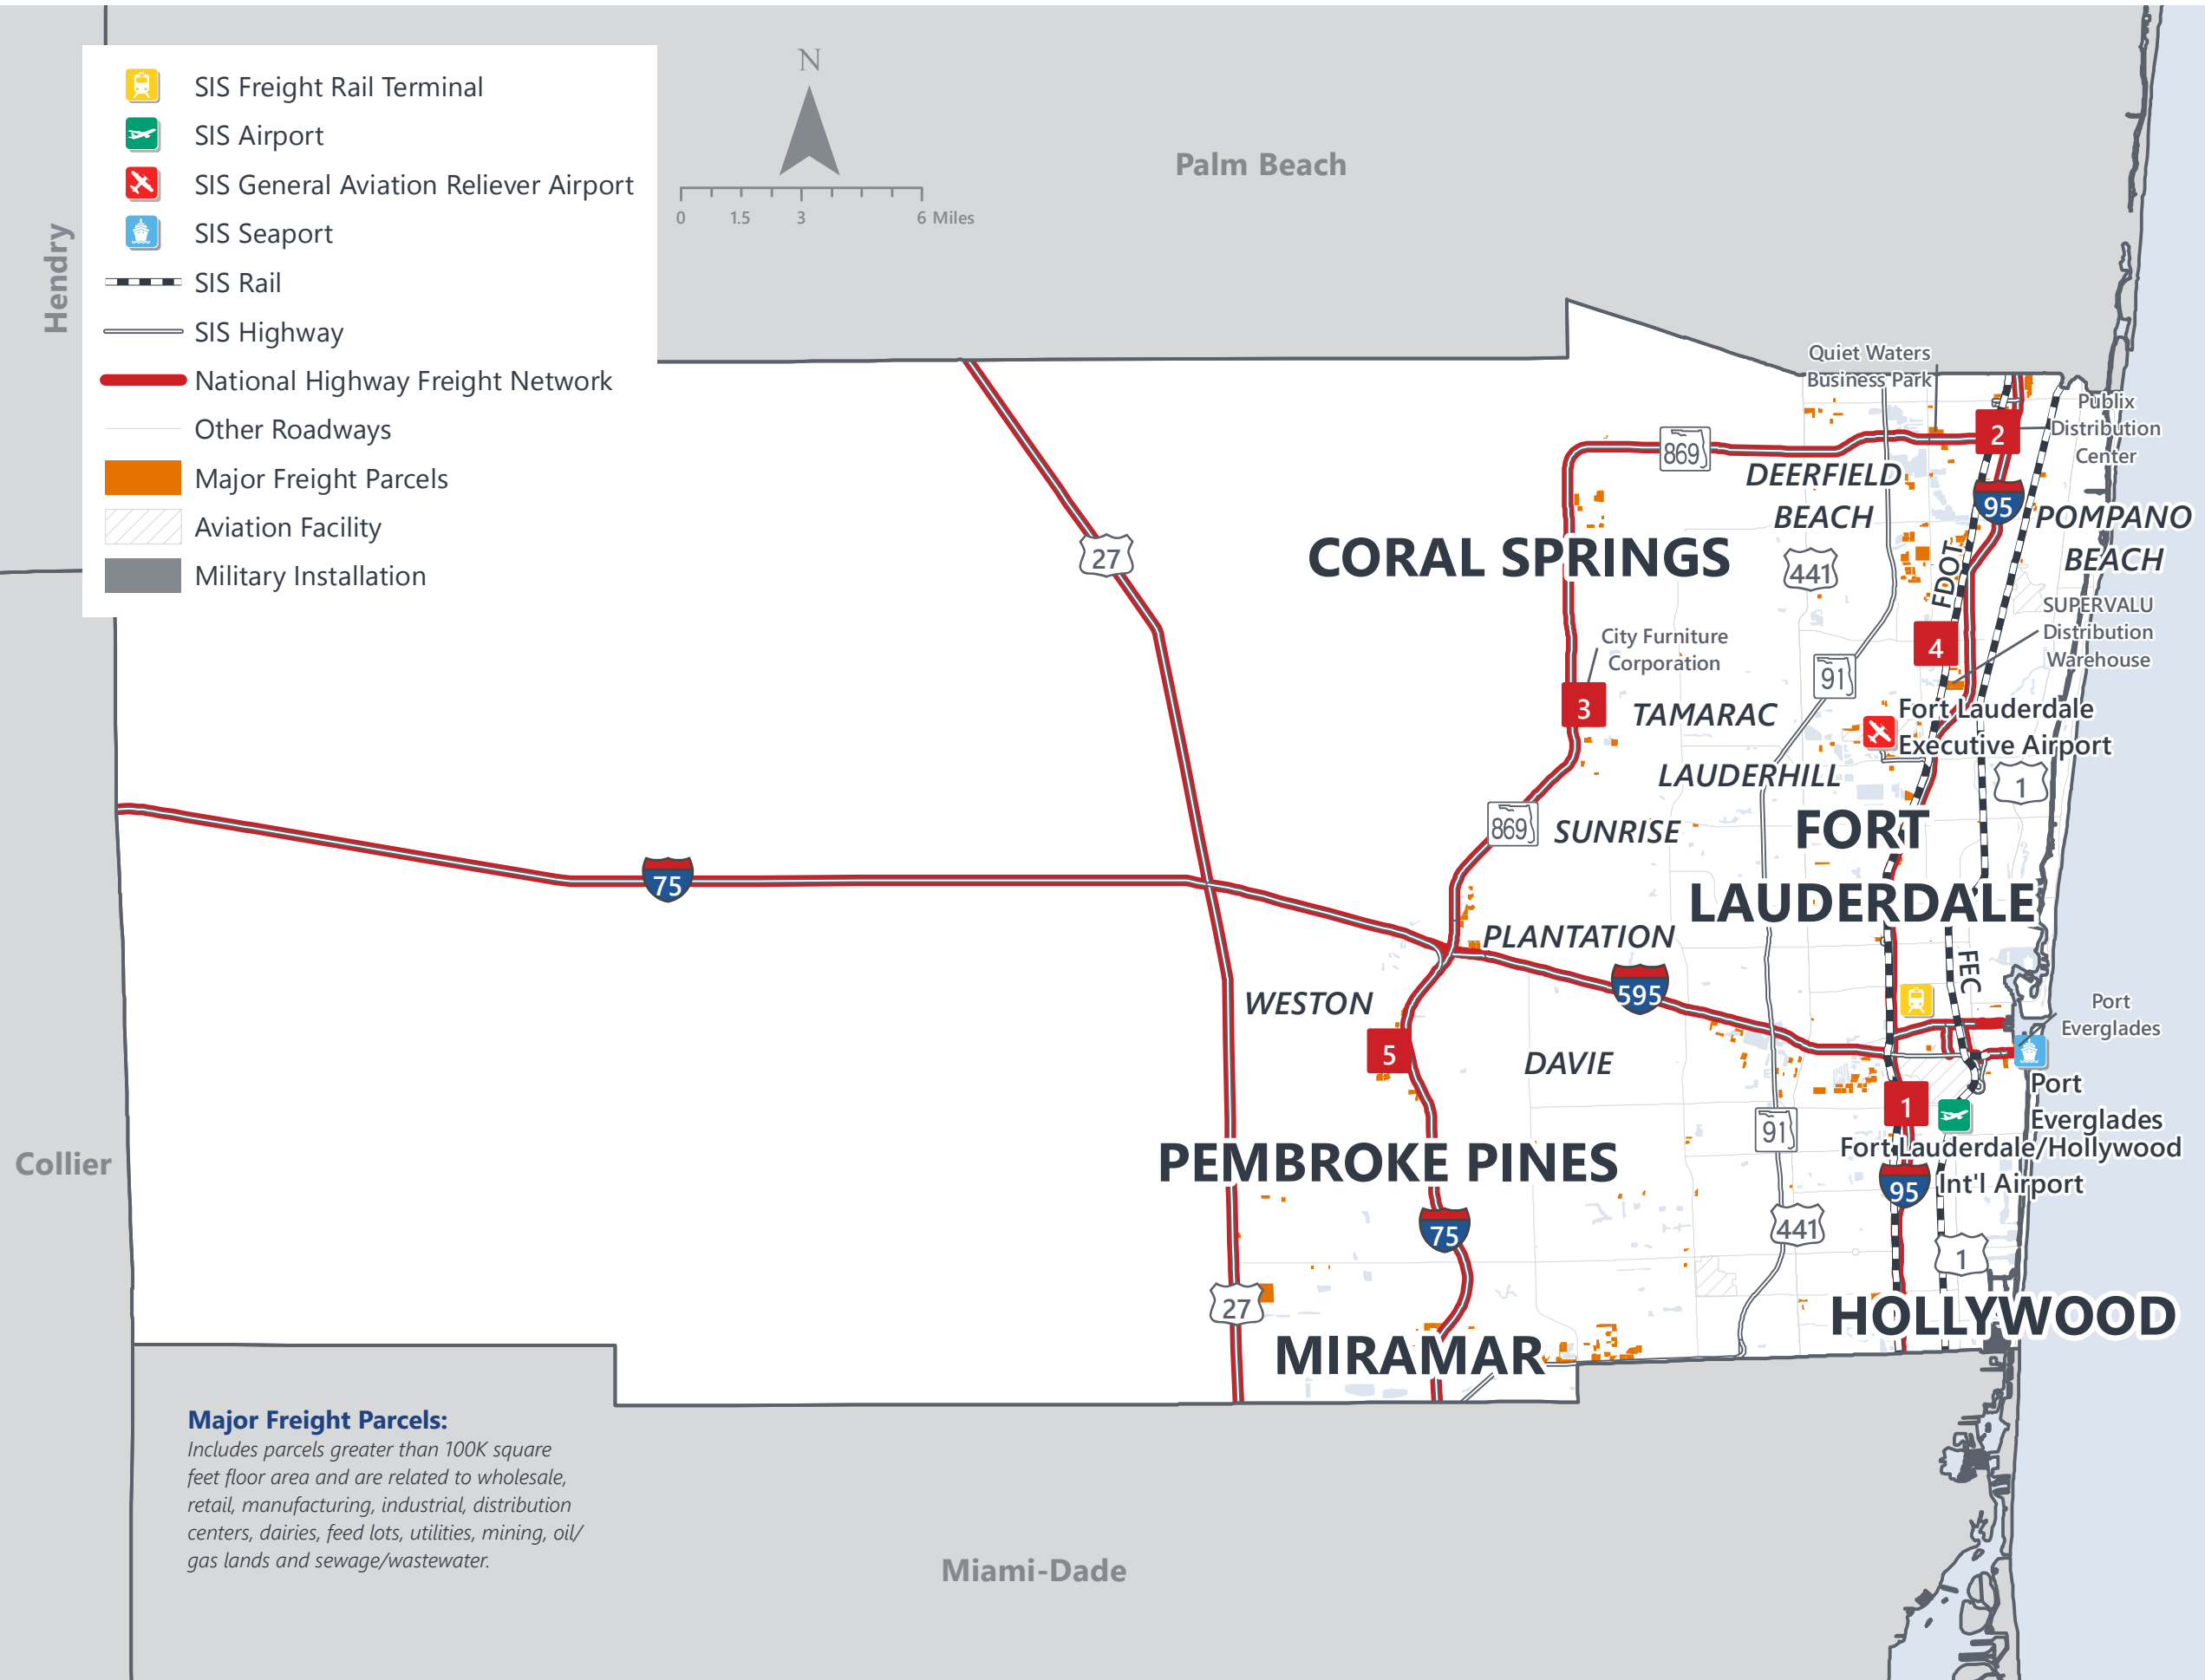 SIS Freight Rail Terminal
SIS Airport
SIS General Aviation Reliever Airport
SIS Seaport
SIS Rail
SIS Highway
National Highway Freight Network
Other Roadways
Major Freight Parcels
Aviation Facility
Military Installation
N
0 1.5 3 6 Miles
Palm Beach
Hendry
Collier
Miami-Dade
Quiet Waters
Business Park
Publix
Distribution
Center
2
869
DEERFIELD
BEACH
95
POMPANO
BEACH
27
CORAL SPRINGS
441
FDOT
SUPERVALU
Distribution
Warehouse
City Furniture
Corporation
4
91
3
TAMARAC
Fort Lauderdale
Executive Airport
LAUDERHILL
1
869
SUNRISE
FORT
LAUDERDALE
75
PLANTATION
FEC
595
WESTON
Port
Everglades
5
DAVIE
Port
Everglades
1
91
Fort Lauderdale/Hollywood
Int'l Airport
PEMBROKE PINES
95
75
441
1
27
HOLLYWOOD
MIRAMAR
Major Freight Parcels:
Includes parcels greater than 100K square
feet floor area and are related to wholesale,
retail, manufacturing, industrial, distribution
centers, dairies, feed lots, utilities, mining, oil/
gas lands and sewage/wastewater.